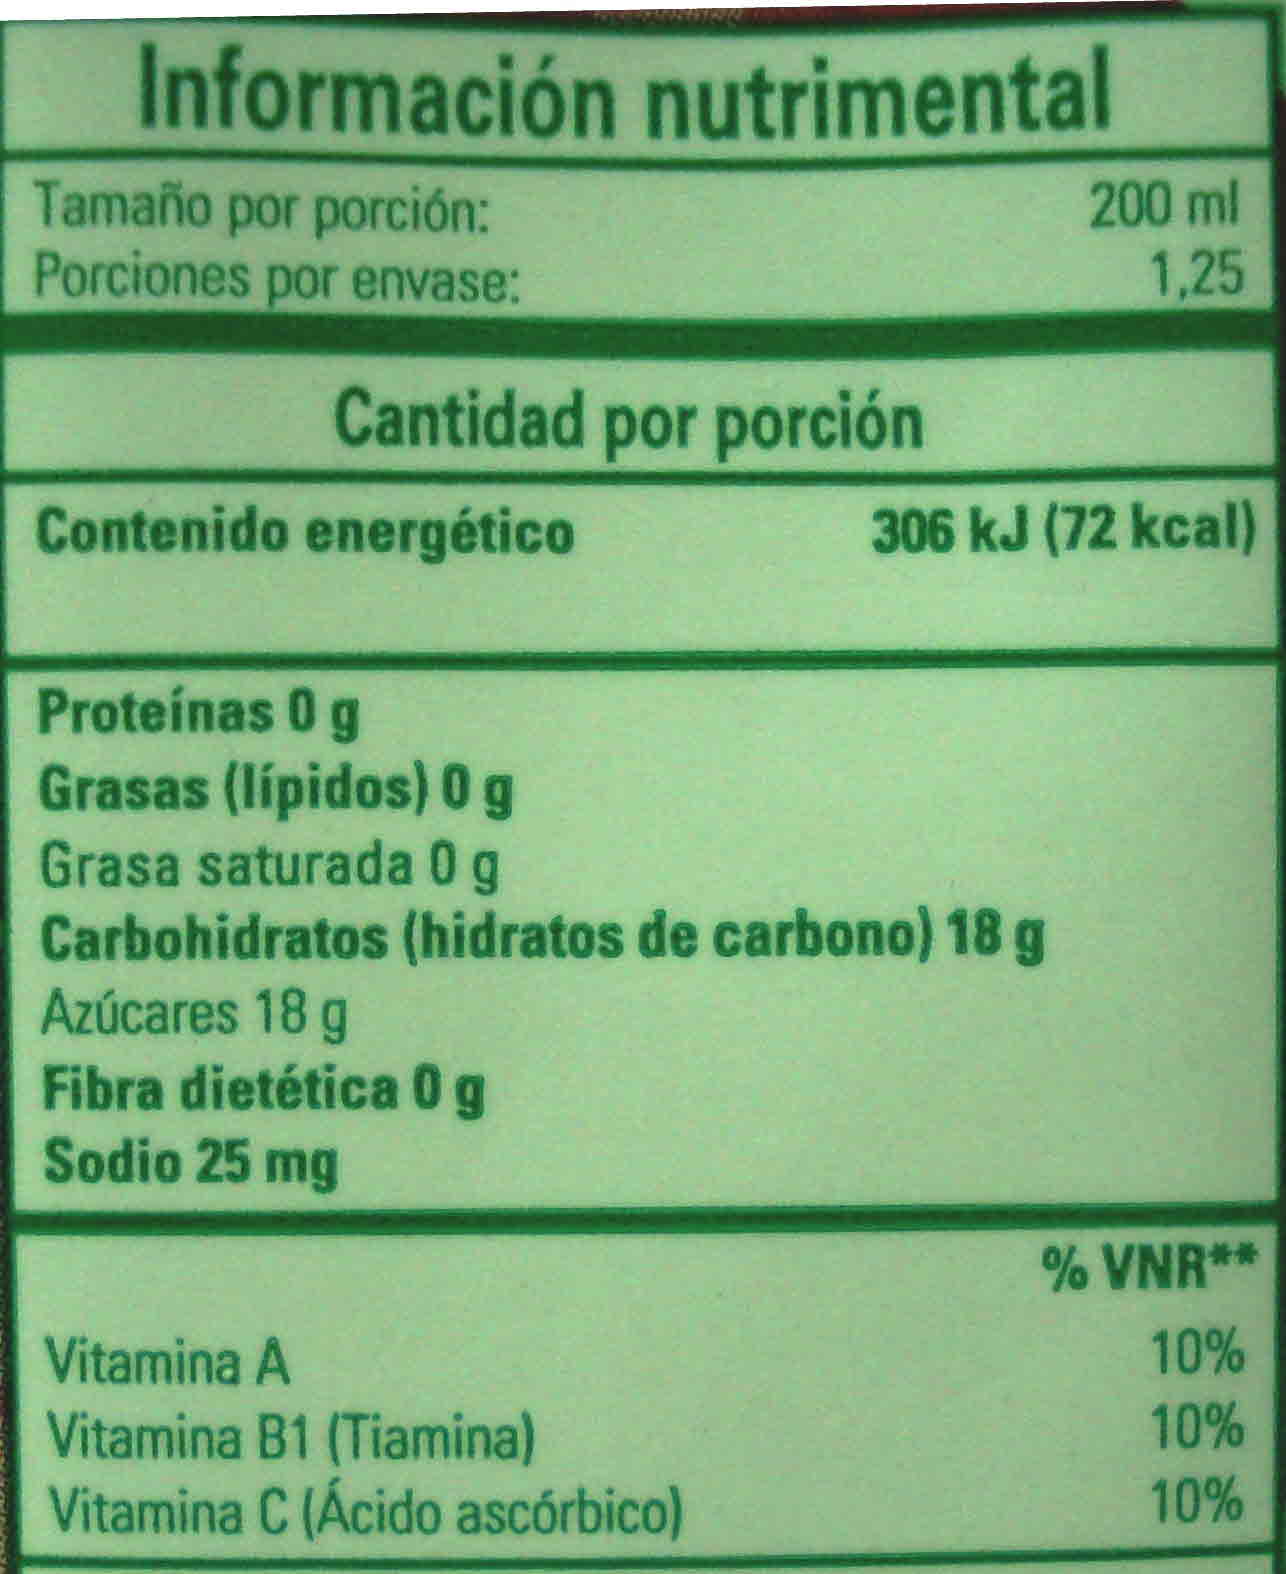 Información nutrimental
Tamaño por porción: 200 ml
Porciones por envase: 1,25
Cantidad por porción
Contenido energético 306 kJ (72 kcal)
Proteínas 0 g
Grasas (lípidos) 0 g
Grasa saturada 0 g
Carbohidratos (hidratos de carbono) 18 g
Azúcares 18 g
Fibra dietética 0 g
Sodio 25 mg
% VNR**
Vitamina A 10%
Vitamina B1 (Tiamina) 10%
Vitamina C (Ácido ascórbico) 10%